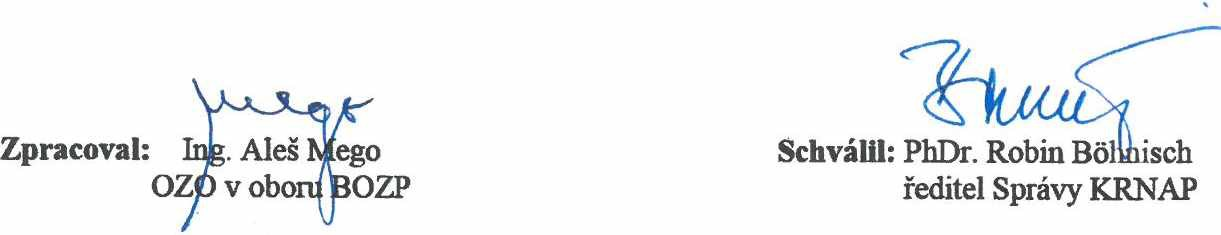 Zpracoval: Ing. Aleš Mego
OZO v oboru BOZP
Schválil: PhDr. Robin Böhnisch
ředitel Správy KRNAP